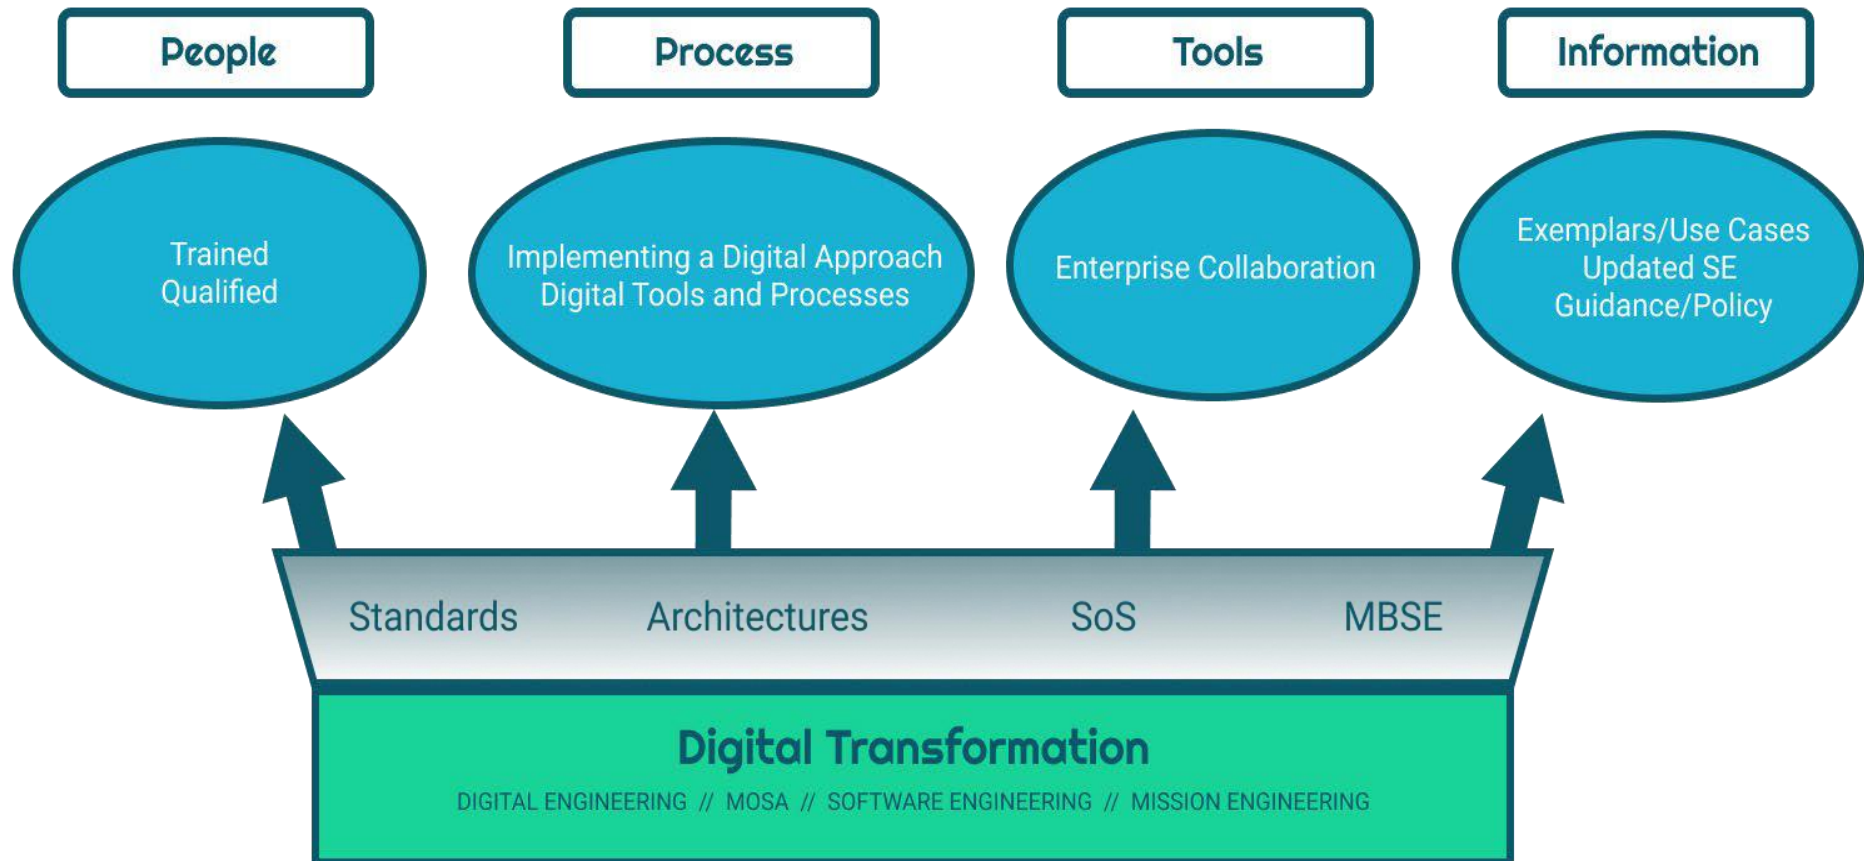 People
Process
Tools
Information
Trained
Qualified
Implementing a Digital Approach
Digital Tools and Processes
Enterprise Collaboration
Exemplars/Use Cases
Updated SE
Guidance/Policy
Standards
Architectures
SoS
MBSE
Digital Transformation
DIGITAL ENGINEERING // MOSA // SOFTWARE ENGINEERING // MISSION ENGINEERING